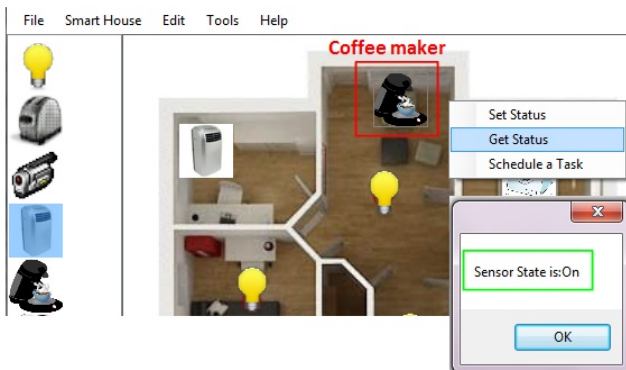 File Smart House Edit Tools Help
Coffee maker
Set Status
Get Status
Schedule a Task
Sensor State is:On
OK